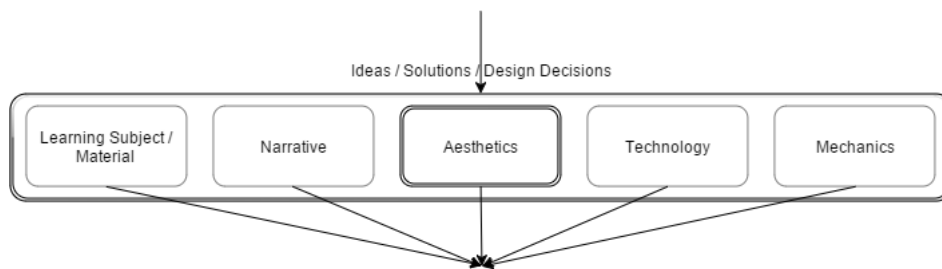 Ideas / Solutions / Design Decisions
Learning Subject /
Material
Narrative
Aesthetics
Technology
Mechanics